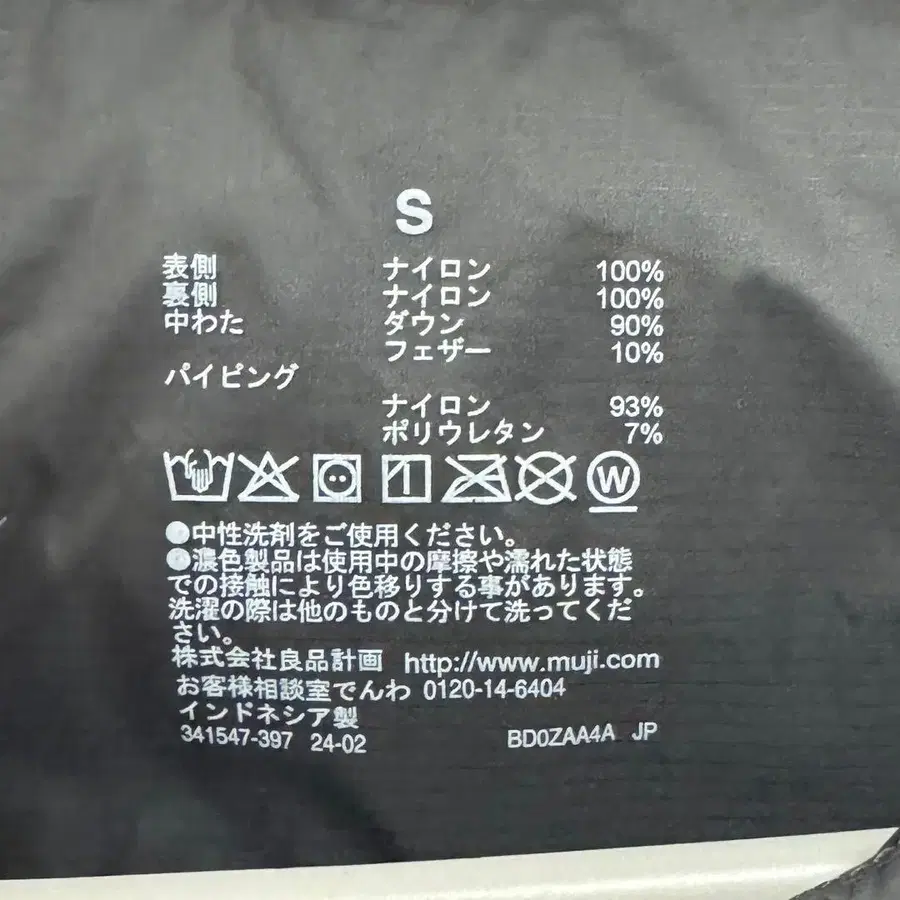 S
表側 ナイロン 100%
裏側 ナイロン 100%
中わた ダウン 90%
フェザー 10%
パイピング
ナイロン 93%
ポリウレタン 7%
W
●中性洗剤をご使用ください。
●濃色製品は使用中の摩擦や濡れた状態
での接触により色移りする事があります。
洗濯の際は他のものと分けて洗ってくだ
さい。
株式会社良品計画 http://www.muji.com
お客様相談室でんわ 0120-14-6404
インドネシア製
341547-397 24-02 BD0ZAA4A JP